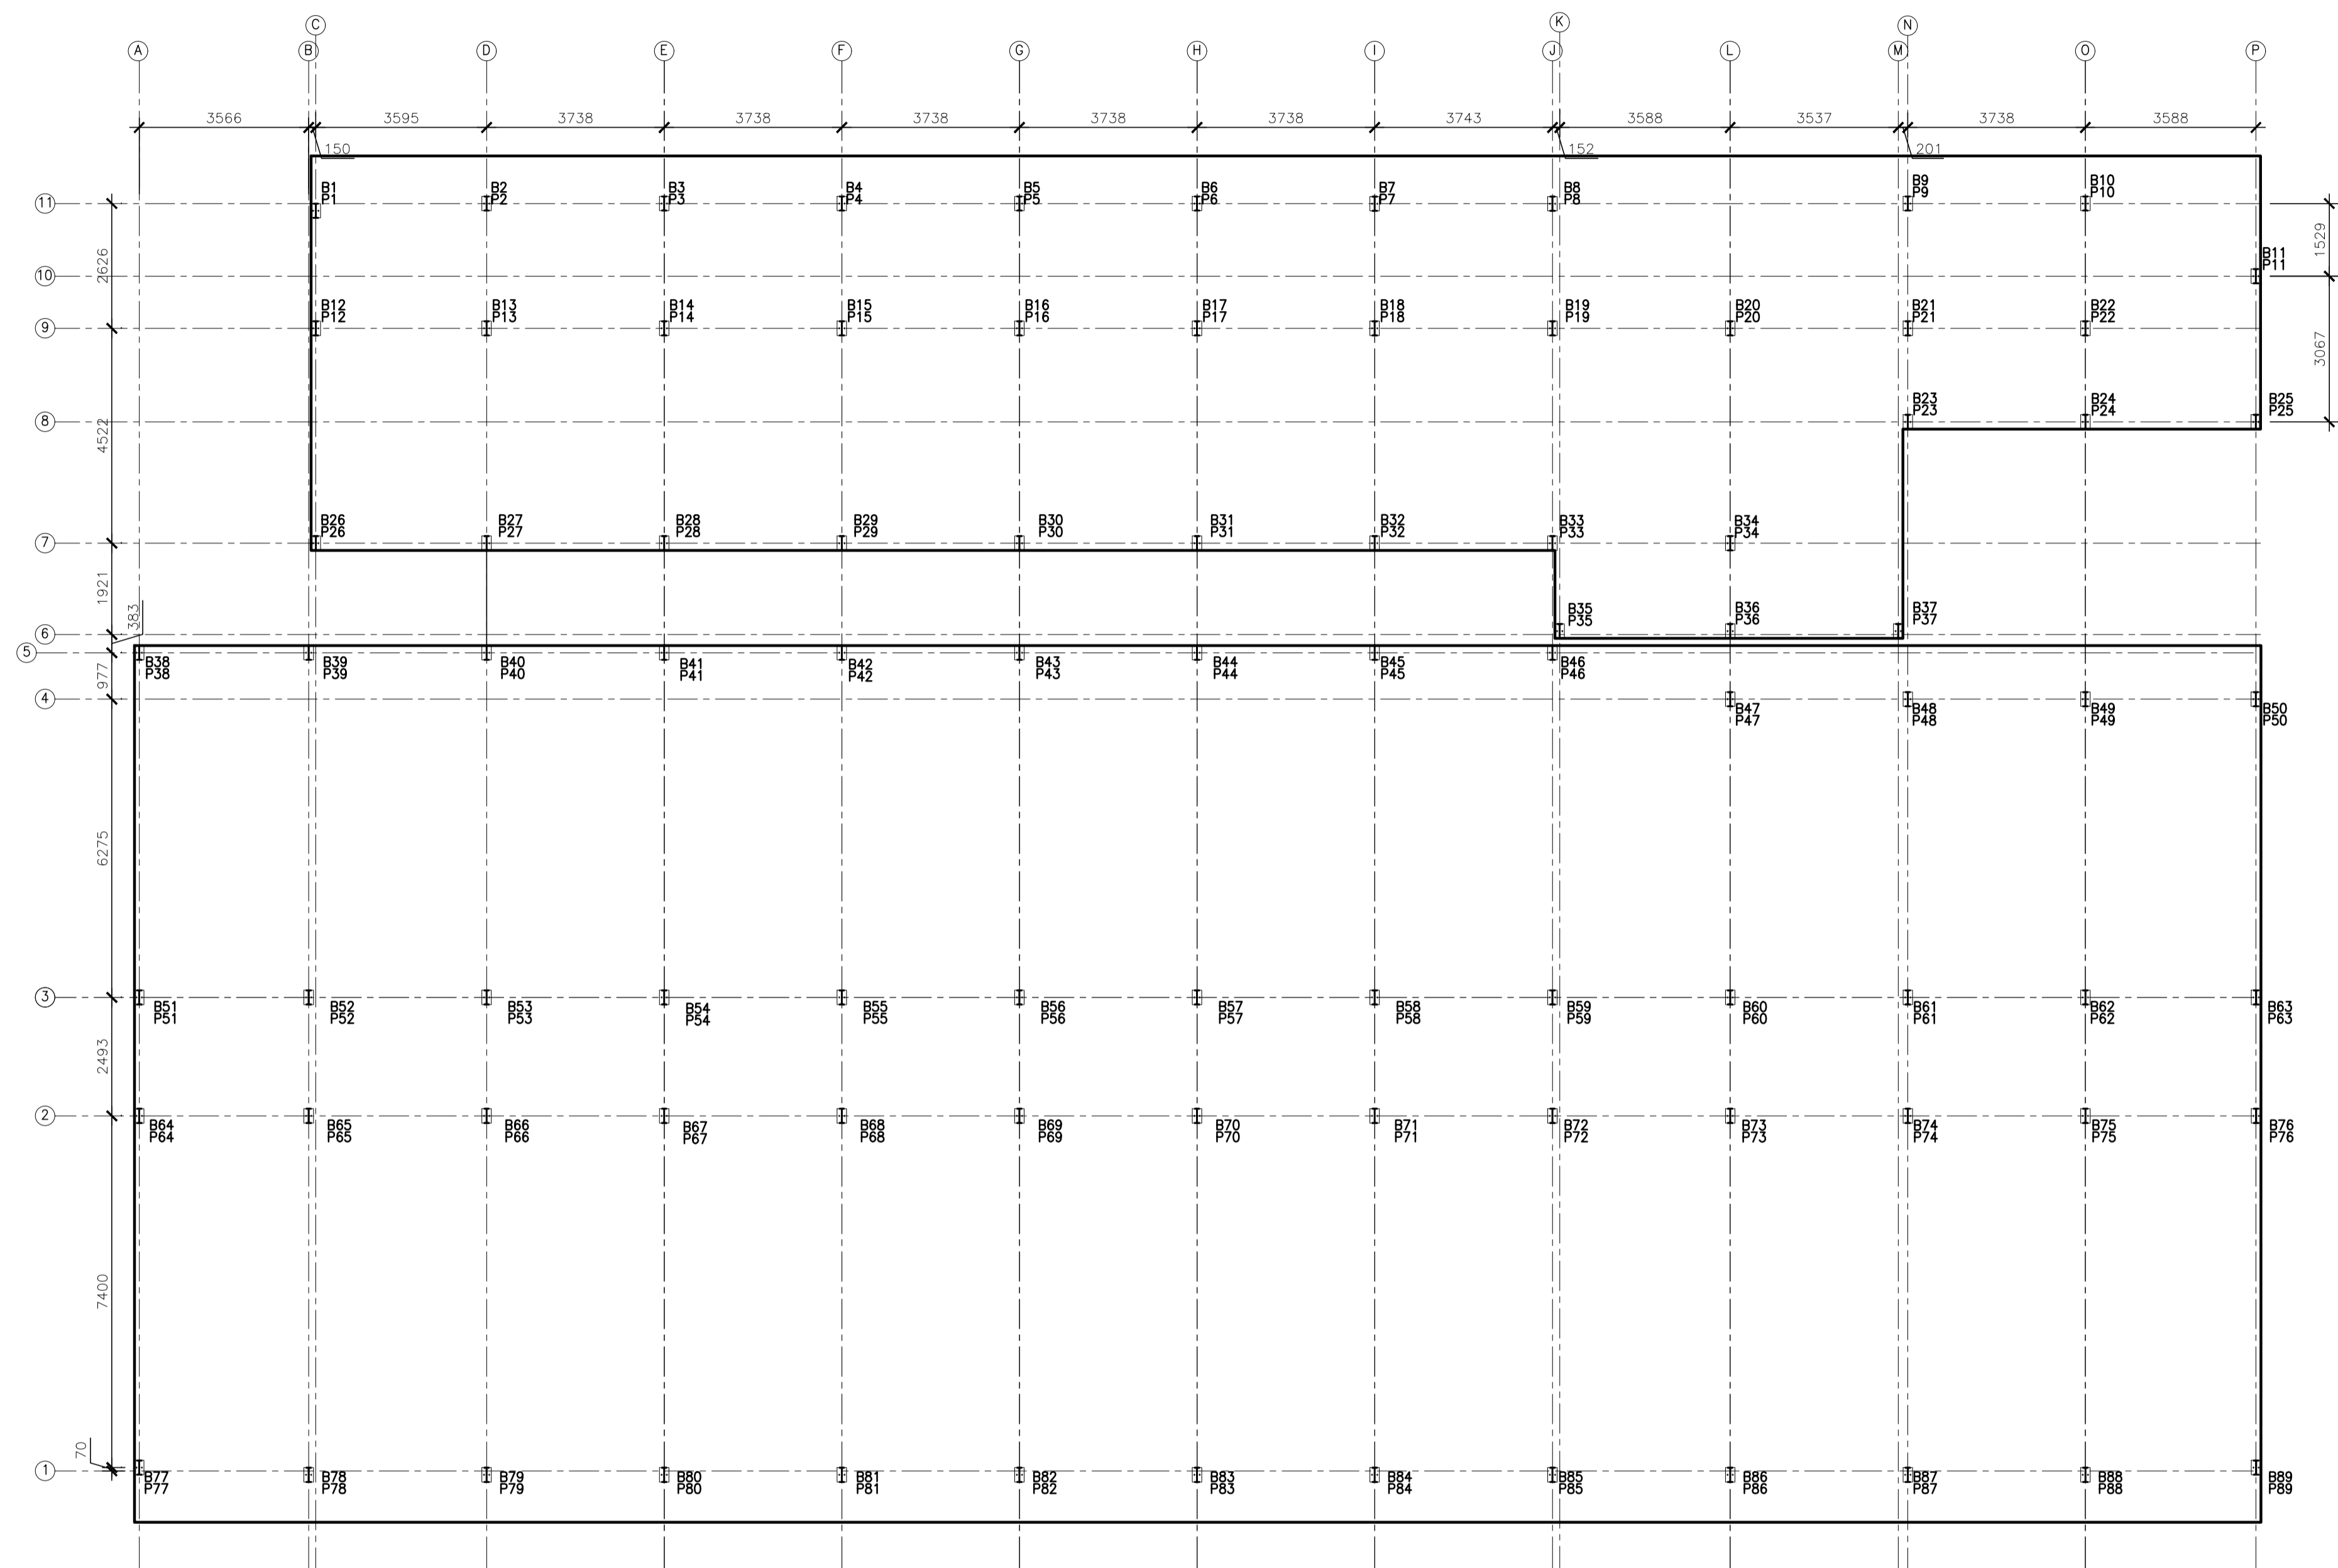 C K N
A B D E F G H I J L M O P
3566 3595 3738 3738 3738 3738 3738 3743 3588 3537 3738 3588
150 152 201
B1 B2 B3 B4 B5 B6 B7 B8 B9 B10
P1 P2 P3 P4 P5 P6 P7 P8 P9 P10
11
1529
2626
B11
P11
10
B12 B13 B14 B15 B16 B17 B18 B19 B20 B21 B22
P12 P13 P14 P15 P16 P17 P18 P19 P20 P21 P22
9
3067
B23 B24 B25
P23 P24 P25
8
4522
B26 B27 B28 B29 B30 B31 B32 B33 B34
P26 P27 P28 P29 P30 P31 P32 P33 P34
7
1921
383
B35 B36 B37
P35 P36 P37
6
5
B38 B39 B40 B41 B42 B43 B44 B45 B46
P38 P39 P40 P41 P42 P43 P44 P45 P46
977
4
B47 B48 B49 B50
P47 P48 P49 P50
6275
3
B51 B52 B53 B54 B55 B56 B57 B58 B59 B60 B61 B62 B63
P51 P52 P53 P54 P55 P56 P57 P58 P59 P60 P61 P62 P63
2493
2
B64 B65 B66 B67 B68 B69 B70 B71 B72 B73 B74 B75 B76
P64 P65 P66 P67 P68 P69 P70 P71 P72 P73 P74 P75 P76
7400
70
1
B77 B78 B79 B80 B81 B82 B83 B84 B85 B86 B87 B88 B89
P77 P78 P79 P80 P81 P82 P83 P84 P85 P86 P87 P88 P89